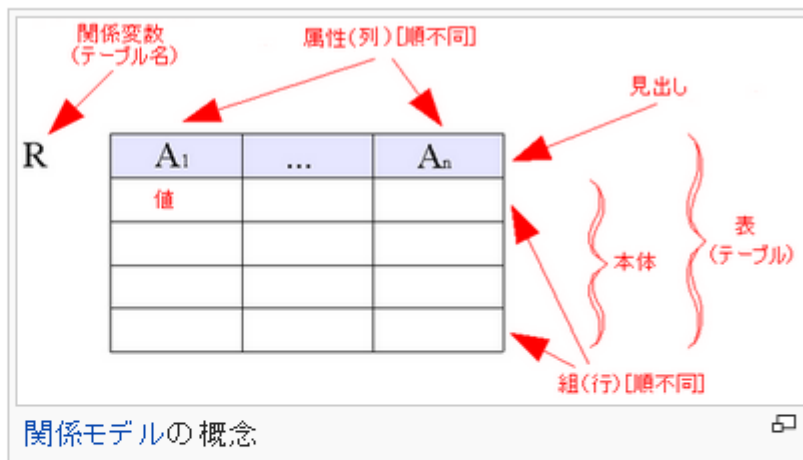 関係変数
(テーブル名)
属性(列)[順不同]
見出し
R
A₁
...
Aₙ
値
本体
表
(テーブル)
組(行)[順不同]
関係モデルの概念